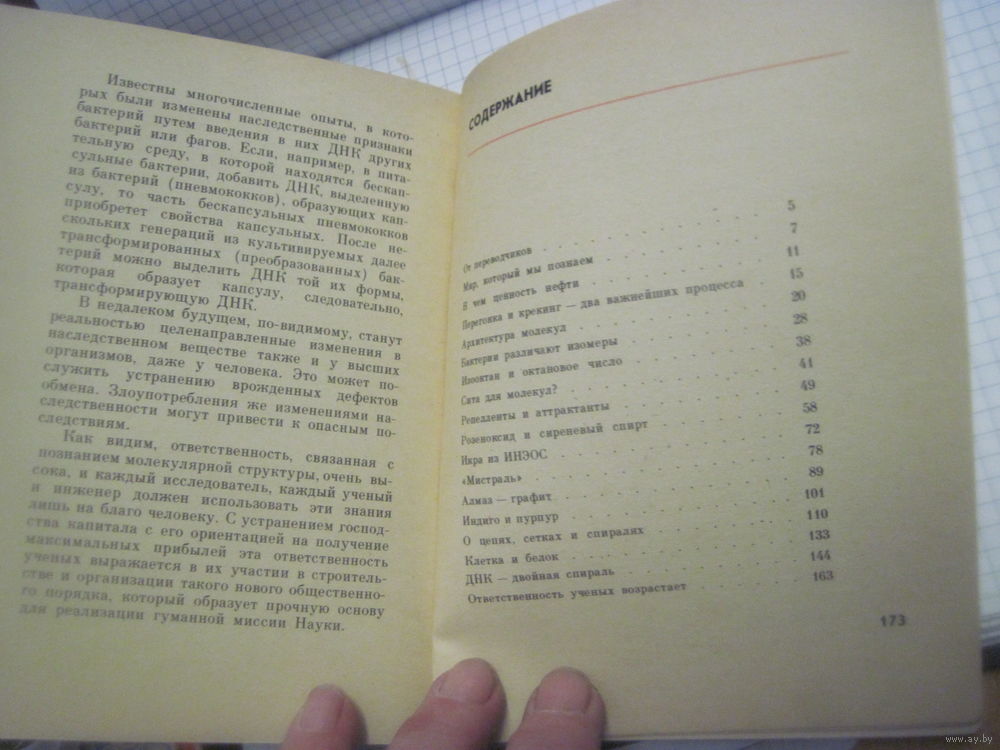 Известны многочисленные опыты, в кото-
рых были изменены наследственные признаки
бактерий путем введения в них ДНК других
бактерий или фагов. Если, например, в пита-
тельную среду, в которой находятся бескап-
сульные бактерии, добавить ДНК, выделенную
из бактерий (пневмококков), образующих кап-
сулу, то часть бескапсульных пневмококков
приобретет свойства капсульных. После не-
скольких генераций из культивируемых далее
трансформированных (преобразованных) бак-
терий можно выделить ДНК той их формы,
которая образует капсулу, следовательно,
трансформирующую ДНК.
В недалеком будущем, по-видимому, станут
реальностью целенаправленные изменения в
наследственном веществе также и у высших
организмов, даже у человека. Это может по-
служить устранению врожденных дефектов
обмена. Злоупотребления же изменениями на-
следственности могут привести к опасным по-
следствиям.
Как видим, ответственность, связанная с
познанием молекулярной структуры, очень вы-
сока, и каждый исследователь, каждый ученый
и инженер должен использовать эти знания
лишь на благо человеку. С устранением господ-
ства капитала с его ориентацией на получение
максимальных прибылей эта ответственность
ученых выражается в их участии в строитель-
стве и организации такого нового общественно-
го порядка, который образует прочную основу
для реализации гуманной миссии Науки.
СОДЕРЖАНИЕ
От переводчиков . . . . . . . . 5
Мир, который мы познаем . . . . . . . . 7
В чем ценность нефти . . . . . . . . 11
Перегонка и крекинг — два важнейших процесса . . 15
Архитектура молекул . . . . . . . . 20
Бактерии различают изомеры . . . . . . . . 28
Изооктан и октановое число . . . . . . . . 38
Сита для молекул? . . . . . . . . 41
Репелленты и аттрактанты . . . . . . . . 49
Розеноксид и сиреневый спирт . . . . . . . . 58
Икра из ИНЭОС . . . . . . . . 72
«Мистраль» . . . . . . . . 78
Алмаз — графит . . . . . . . . 89
Индиго и пурпур . . . . . . . . 101
О цепях, сетках и спиралях . . . . . . . . 110
Клетка и белок . . . . . . . . 133
ДНК — двойная спираль . . . . . . . . 144
Ответственность ученых возрастает . . . . . . 163
173
www.ay.by